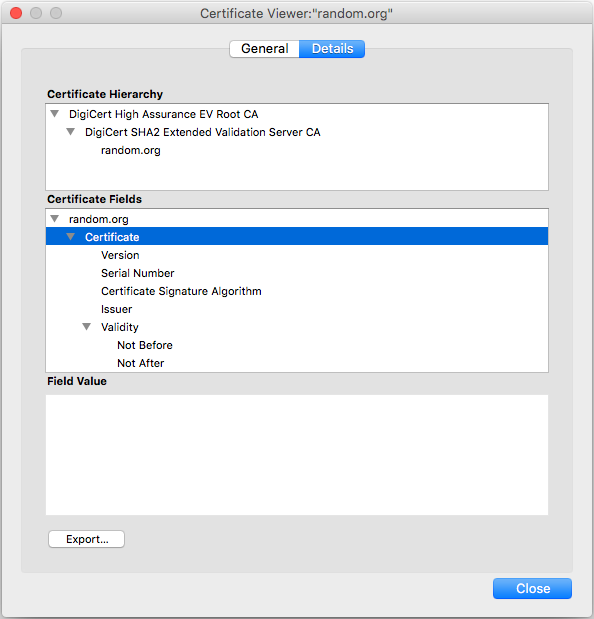 Certificate Viewer:"random.org"
General Details
Certificate Hierarchy
DigiCert High Assurance EV Root CA
DigiCert SHA2 Extended Validation Server CA
random.org
Certificate Fields
random.org
Certificate
Version
Serial Number
Certificate Signature Algorithm
Issuer
Validity
Not Before
Not After
Field Value
Export...
Close